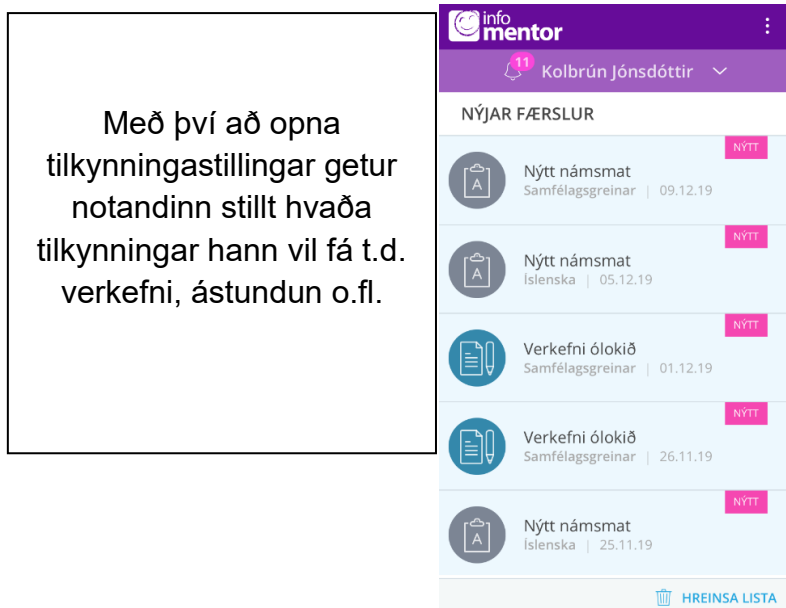 Með því að opna
tilkynningastillingar getur
notandinn stillt hvaða
tilkynningar hann vil fá t.d.
verkefni, ástundun o.fl.
info
mentor
11
Kolbrún Jónsdóttir
NÝJAR FÆRSLUR
NÝTT
Nýtt námsmat
Samfélagsgreinar | 09.12.19
A
NÝTT
Nýtt námsmat
Íslenska | 05.12.19
A
NÝTT
Verkefni ólokið
Samfélagsgreinar | 01.12.19
NÝTT
Verkefni ólokið
Samfélagsgreinar | 26.11.19
NÝTT
Nýtt námsmat
Íslenska | 25.11.19
A
HREINSA LISTA